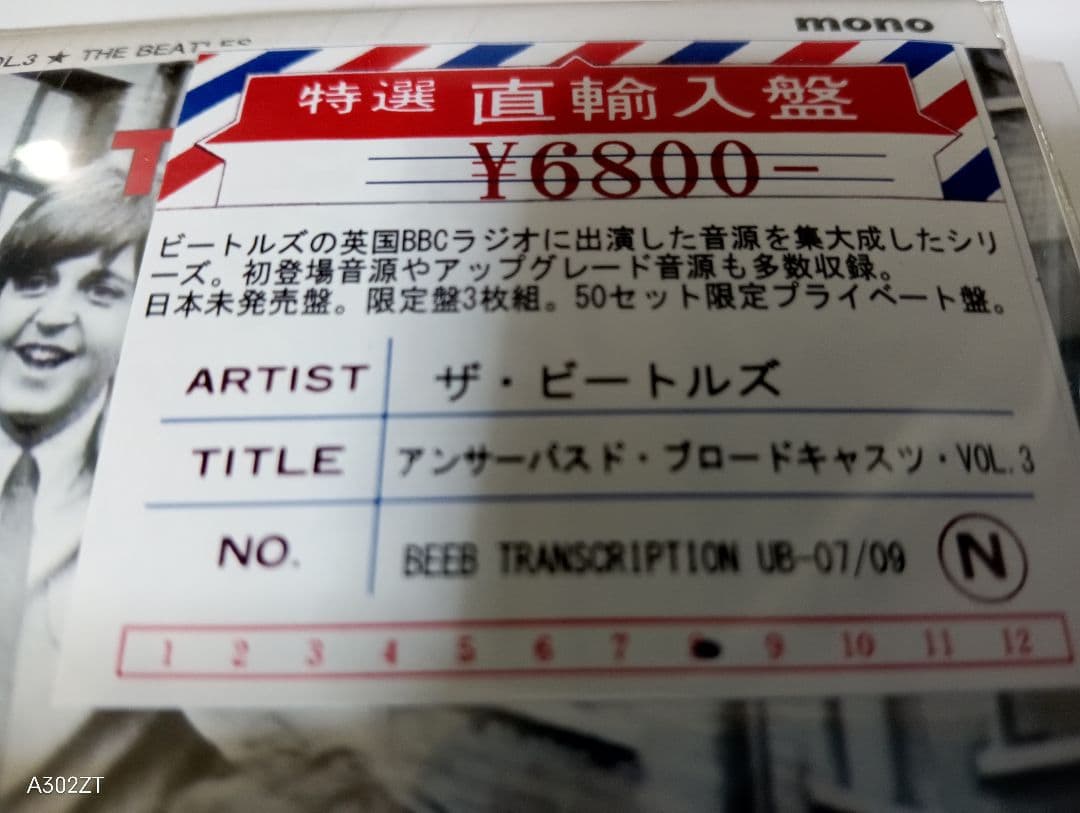 mono
OL3 ★ THE BEATLES
T
特選 直輸入盤
¥6800-
ビートルズの英国BBCラジオに出演した音源を集大成したシリ
ーズ。初登場音源やアップグレード音源も多数収録。
日本未発売盤。限定盤3枚組。50セット限定プライベート盤。
ARTIST ザ・ビートルズ
TITLE アンサーパスド・ブロードキャスツ・VOL.3
NO. BEEB TRANSCRIPTION UB-07/09 N
1 2 3 4 5 6 7 8 9 10 11 12
A302ZT